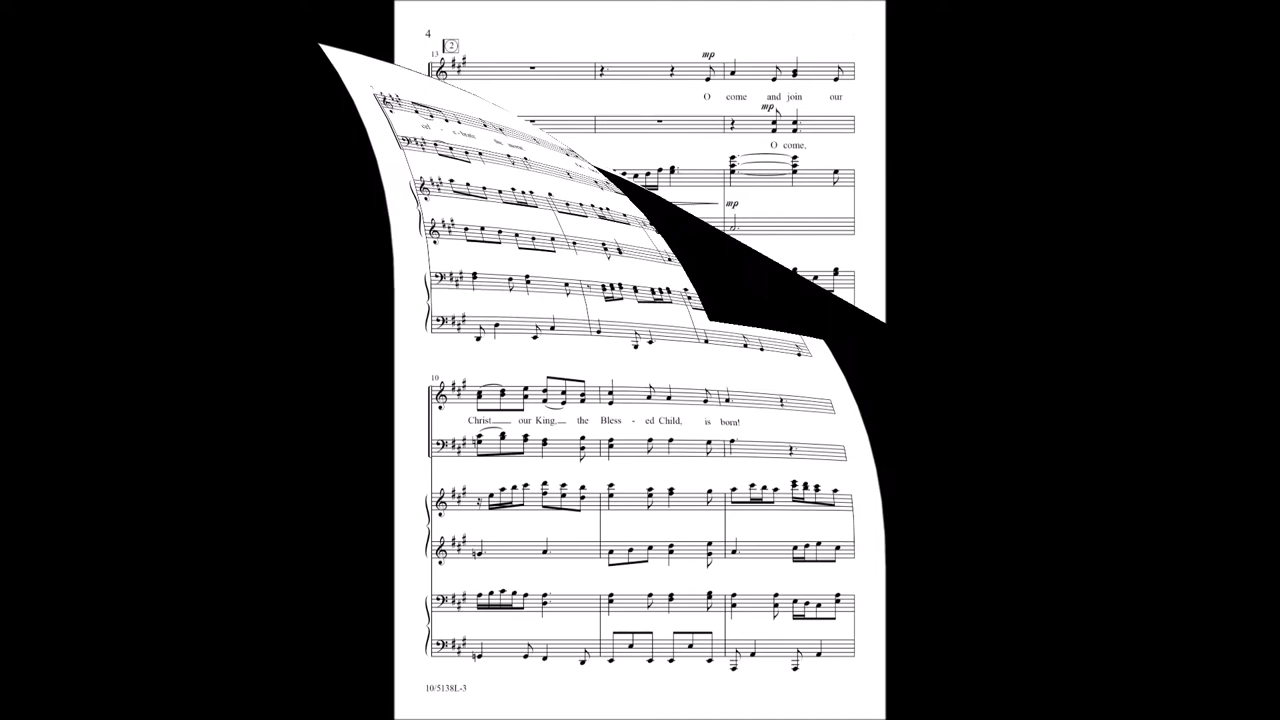 4
2
13
mp
O come and join our
mp
O come,
mp
10
Christ our King, the Bless - ed Child, is born!
10/5138L-3